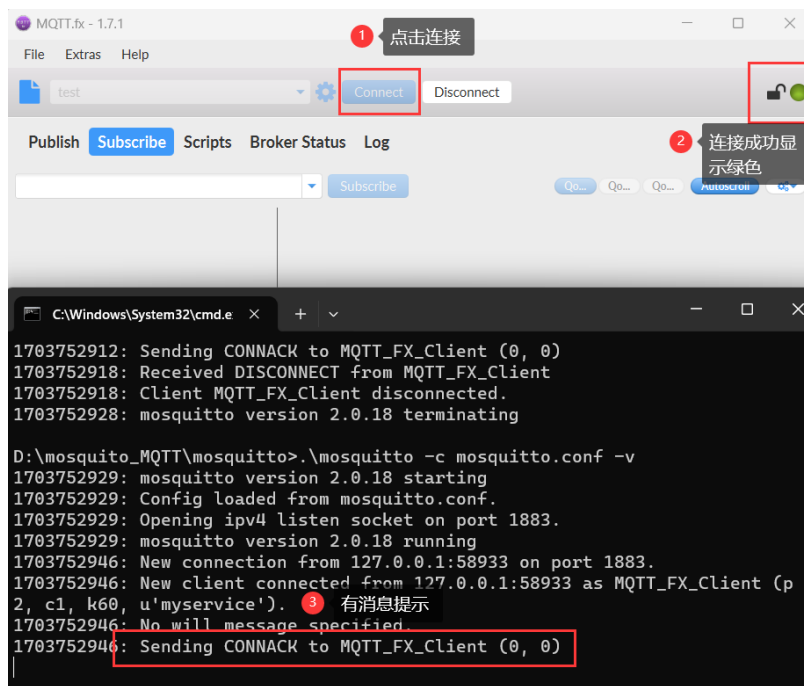 MQTT.fx - 1.7.1
1 点击连接
File Extras Help
test Connect Disconnect
Publish Subscribe Scripts Broker Status Log
2 连接成功显
示绿色
Subscribe Qo... Qo... Qo... Autoscroll
C:\Windows\System32\cmd.e
1703752912: Sending CONNACK to MQTT_FX_Client (0, 0)
1703752918: Received DISCONNECT from MQTT_FX_Client
1703752918: Client MQTT_FX_Client disconnected.
1703752928: mosquitto version 2.0.18 terminating
D:\mosquito_MQTT\mosquitto>.\mosquitto -c mosquitto.conf -v
1703752929: mosquitto version 2.0.18 starting
1703752929: Config loaded from mosquitto.conf.
1703752929: Opening ipv4 listen socket on port 1883.
1703752929: mosquitto version 2.0.18 running
1703752946: New connection from 127.0.0.1:58933 on port 1883.
1703752946: New client connected from 127.0.0.1:58933 as MQTT_FX_Client (p
2, c1, k60, u'myservice'). 3 有消息提示
1703752946: No will message specified.
1703752946: Sending CONNACK to MQTT_FX_Client (0, 0)